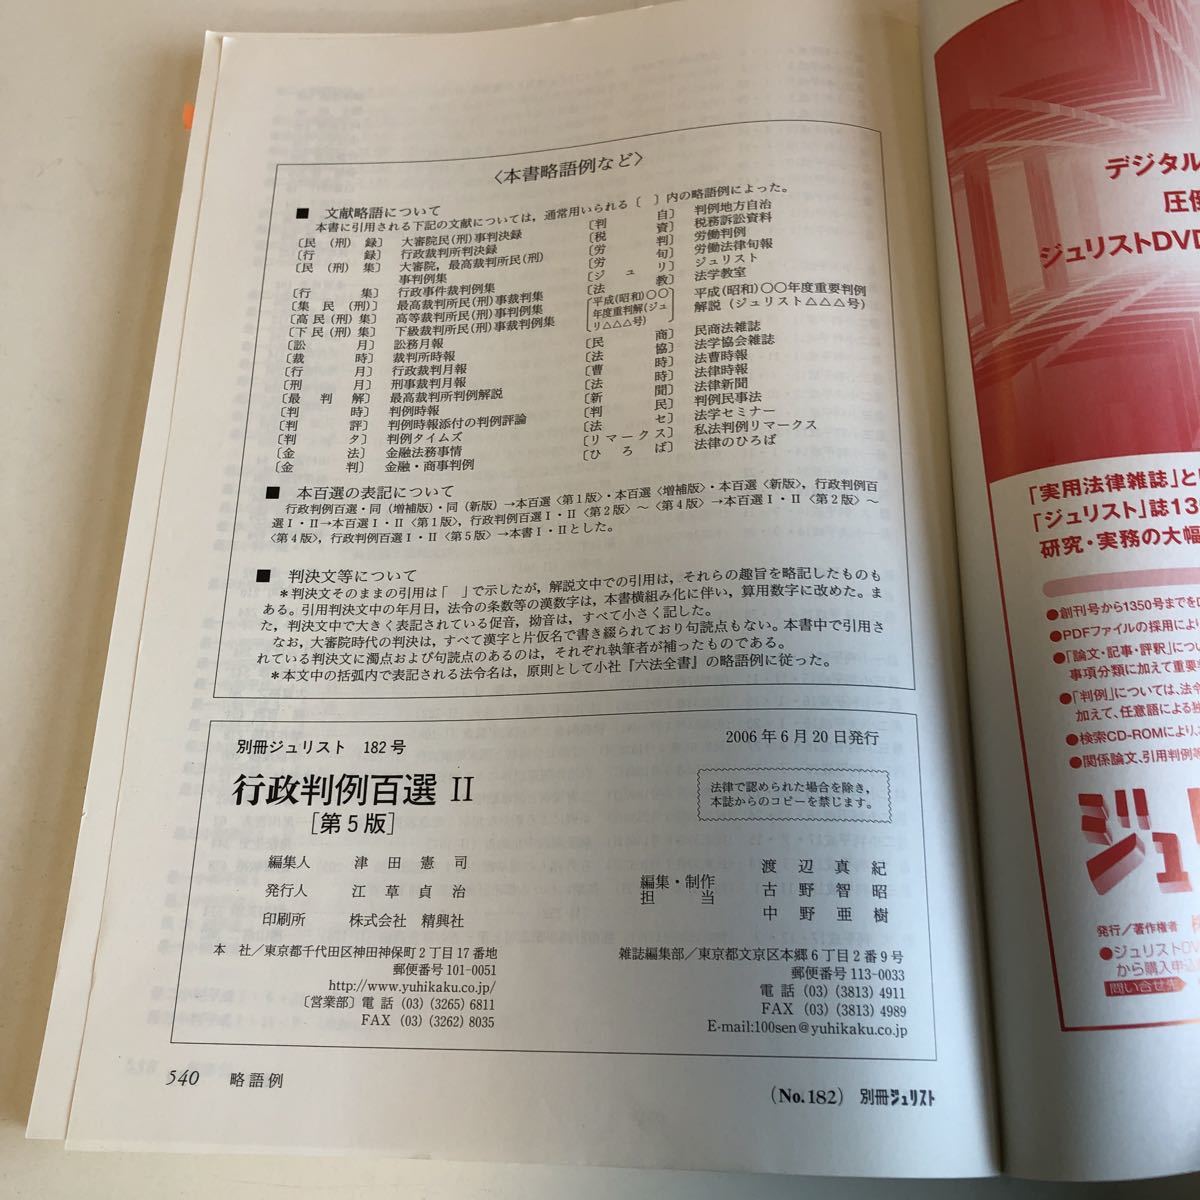 〈本書略語例など〉
■ 文献略語について
本書に引用される下記の文献については，通常用いられる〔 〕内の略語例によった。
〔民（刑）録〕 大審院民(刑)事判決録
〔行 録〕 行政裁判所判決録
〔民（刑）集〕 大審院，最高裁判所民(刑)
事判例集
〔行 集〕 行政事件裁判例集
〔集民（刑）〕 最高裁判所民(刑)事裁判集
〔高民(刑)集〕 高等裁判所民(刑)事判例集
〔下民(刑)集〕 下級裁判所民(刑)事裁判例集
〔訟 月〕 訟務月報
〔裁 時〕 裁判所時報
〔行 月〕 行政裁判月報
〔刑 月〕 刑事裁判月報
〔最 判 解〕 最高裁判所判例解説
〔判 時〕 判例時報
〔判 評〕 判例時報添付の判例評論
〔判 タ〕 判例タイムズ
〔金 法〕 金融法務事情
〔金 判〕 金融・商事判例
〔判 自〕 判例地方自治
〔税 資〕 税務訴訟資料
〔労 判〕 労働判例
〔労 旬〕 労働法律旬報
〔ジ ュ リ〕 ジュリスト
〔法 教〕 法学教室
〔平成(昭和)〇〇年度重判解(ジュリ△△△号)〕 平成(昭和)〇〇年度重要判例解説（ジュリスト△△△号）
〔民 商〕 民商法雑誌
〔法 協〕 法学協会雑誌
〔曹 時〕 法曹時報
〔法 時〕 法律時報
〔新 聞〕 法律新聞
〔判 民〕 判例民事法
〔法 セ〕 法学セミナー
〔リマークス〕 私法判例リマークス
〔ひ ろ ば〕 法律のひろば
■ 本百選の表記について
行政判例百選・同（増補版）・同（新版）→本百選〈第1版〉・本百選〈増補版〉・本百選〈新版〉，行政判例百
選Ⅰ・Ⅱ→本百選Ⅰ・Ⅱ〈第1版〉，行政判例百選Ⅰ・Ⅱ〈第2版〉～〈第4版〉→本百選Ⅰ・Ⅱ〈第2版〉～
〈第4版〉，行政判例百選Ⅰ・Ⅱ〈第5版〉→本書Ⅰ・Ⅱとした。
■ 判決文等について
＊判決文そのままの引用は「 」で示したが，解説文中での引用は，それらの趣旨を略記したものも
ある。引用判決文中の年月日，法令の条数等の漢数字は，本書横組み化に伴い，算用数字に改めた。ま
た，判決文中で大きく表記されている促音，拗音は，すべて小さく記した。
なお，大審院時代の判決は，すべて漢字と片仮名で書き綴られており句読点もない。本書中で引用さ
れている判決文に濁点および句読点のあるのは，それぞれ執筆者が補ったものである。
＊本文中の括弧内で表記される法令名は，原則として小社『六法全書』の略語例に従った。
別冊ジュリスト 182号
2006年6月20日発行
行政判例百選 II
［第5版］
法律で認められた場合を除き，
本誌からのコピーを禁じます。
編集人 津田憲司
発行人 江草貞治
印刷所 株式会社 精興社
編集・制作
担当
渡辺真紀
古野智昭
中野亜樹
本 社／東京都千代田区神田神保町2丁目17番地
郵便番号 101-0051
http://www.yuhikaku.co.jp/
〔営業部〕電 話 (03) (3265) 6811
FAX (03) (3262) 8035
雑誌編集部／東京都文京区本郷6丁目2番9号
郵便番号 113-0033
電 話 (03) (3813) 4911
FAX (03) (3813) 4989
E-mail:100sen@yuhikaku.co.jp
540 略語例
(No.182) 別冊ジュリスト
デジタル
圧倒
ジュリストDVD
「実用法律雑誌」と
「ジュリスト」誌13
研究・実務の大幅
●創刊号から1350号までを
●PDFファイルの採用により
●「論文・記事・評釈」につい
事項分類に加えて重要
●「判例」については、法令
加えて、任意語による独
●検索CD-ROMにより、
●関係論文、引用判例等
ジュ
発行/著作権者
●ジュリストDV
から購入申込
問い合せ先